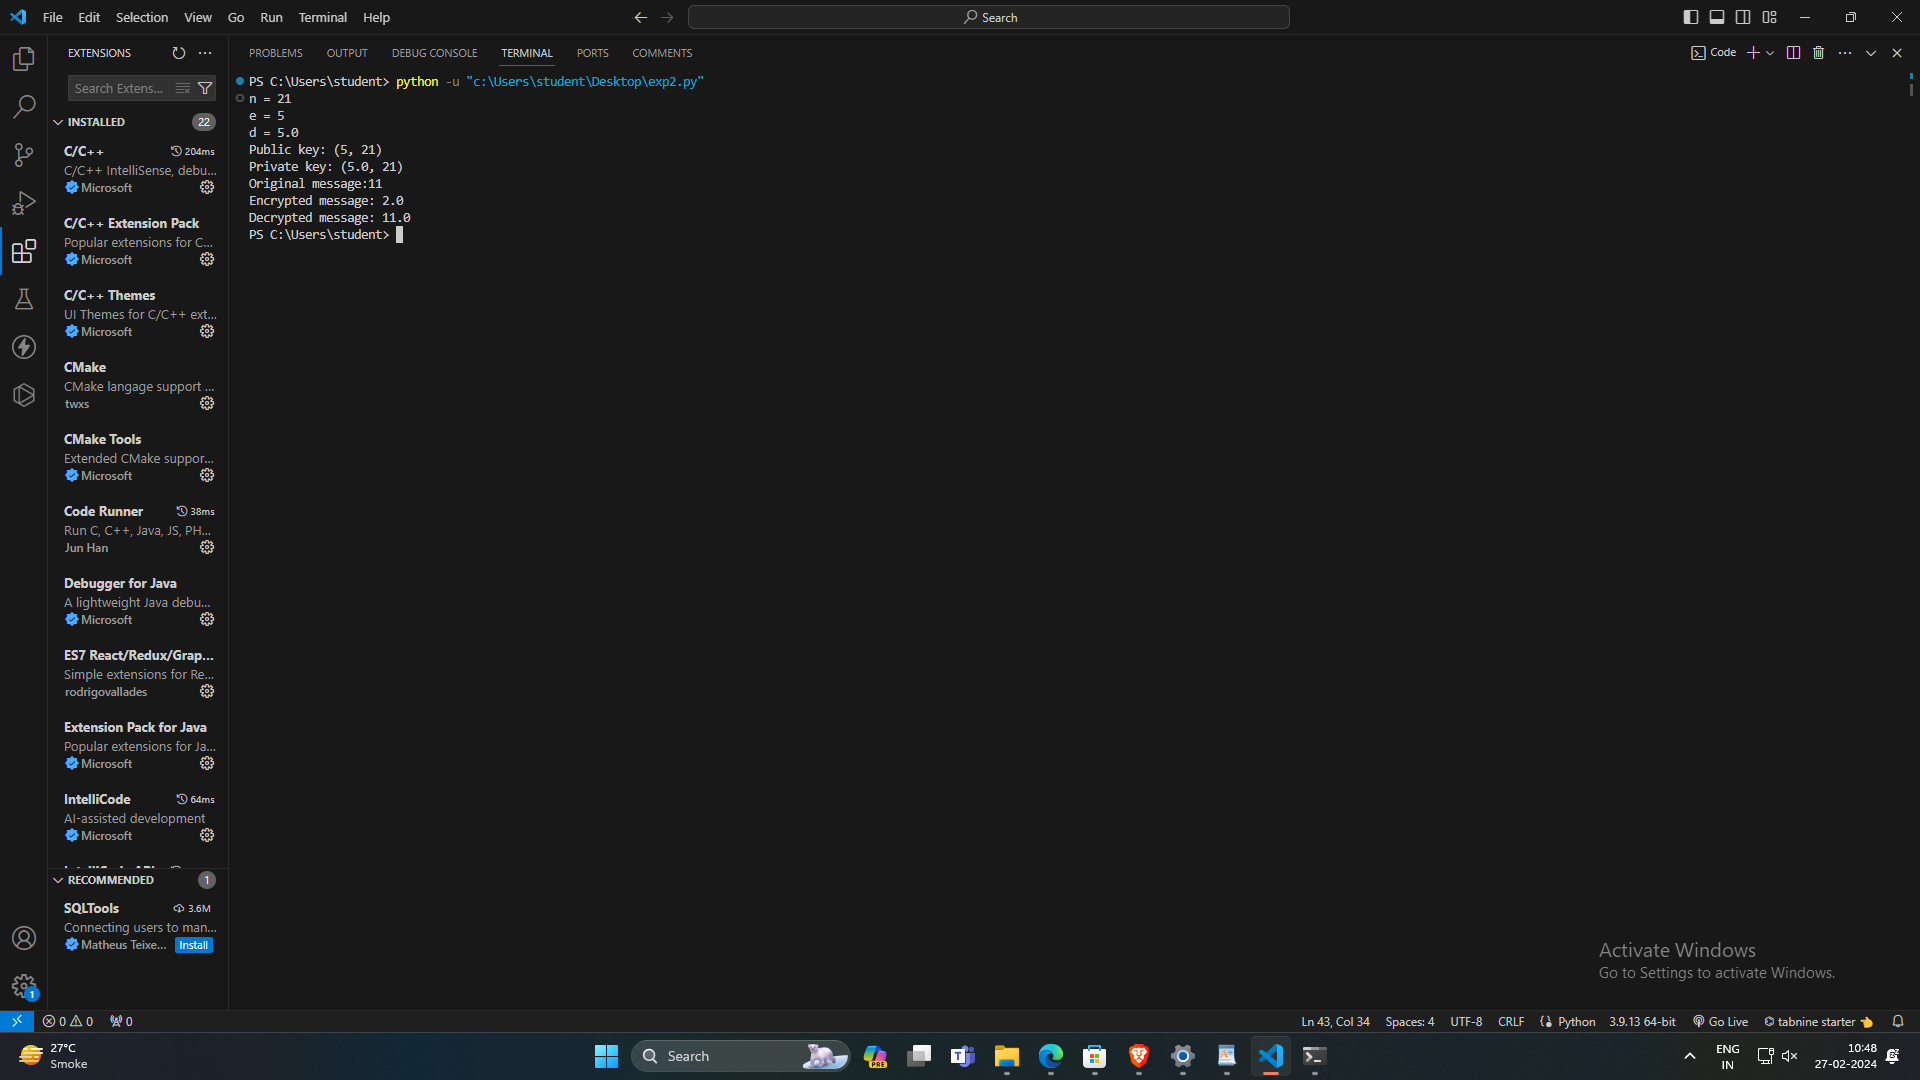 File Edit Selection View Go Run Terminal Help
Search
EXTENSIONS
Search Extens...
INSTALLED 22
C/C++ 204ms
C/C++ IntelliSense, debu...
Microsoft
C/C++ Extension Pack
Popular extensions for C...
Microsoft
C/C++ Themes
UI Themes for C/C++ ext...
Microsoft
CMake
CMake langage support ...
twxs
CMake Tools
Extended CMake suppor...
Microsoft
Code Runner 38ms
Run C, C++, Java, JS, PH...
Jun Han
Debugger for Java
A lightweight Java debu...
Microsoft
ES7 React/Redux/Grap...
Simple extensions for Re...
rodrigovallades
Extension Pack for Java
Popular extensions for Ja...
Microsoft
IntelliCode 64ms
AI-assisted development
Microsoft
RECOMMENDED 1
SQLTools 3.6M
Connecting users to man...
Matheus Teixe... Install
1
PROBLEMS OUTPUT DEBUG CONSOLE TERMINAL PORTS COMMENTS
Code
PS C:\Users\student> python -u "c:\Users\student\Desktop\exp2.py"
n = 21
e = 5
d = 5.0
Public key: (5, 21)
Private key: (5.0, 21)
Original message:11
Encrypted message: 2.0
Decrypted message: 11.0
PS C:\Users\student>
Activate Windows
Go to Settings to activate Windows.
0 0 0
Ln 43, Col 34 Spaces: 4 UTF-8 CRLF Python 3.9.13 64-bit Go Live tabnine starter
27°C
Smoke
Search
PRE
ENG
IN
10:48
27-02-2024